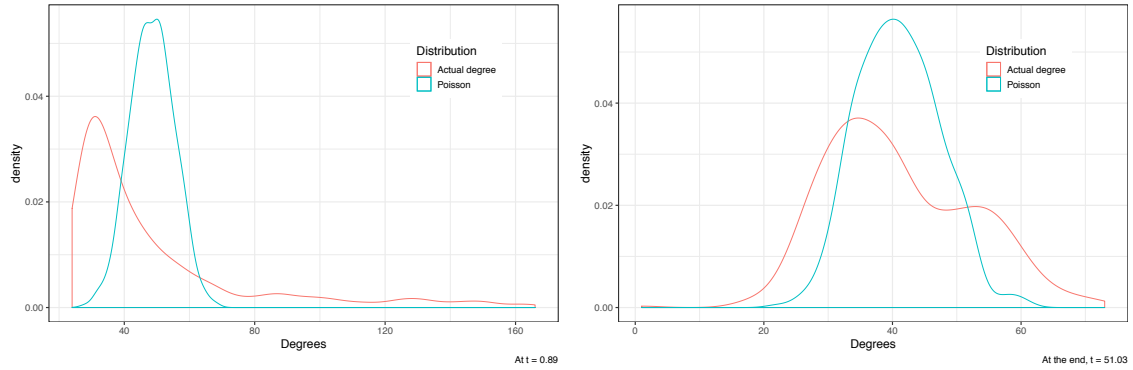 Distribution
Actual degree
Poisson
0.04
0.02
0.00
density
40
80
120
160
Degrees
At t = 0.89
Distribution
Actual degree
Poisson
0.04
0.02
0.00
density
0
20
40
60
Degrees
At the end, t = 51.03